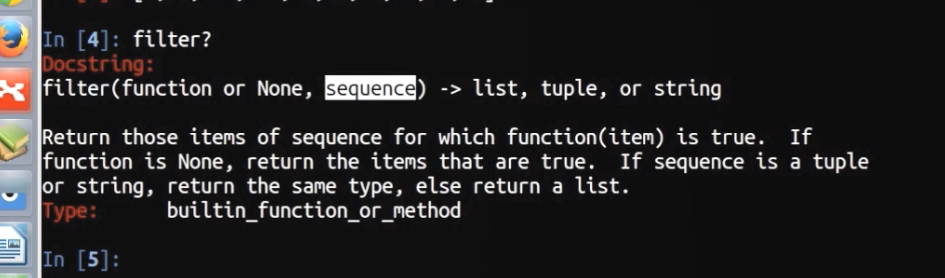 In [4]: filter?
Docstring:
filter(function or None, sequence) -> list, tuple, or string
Return those items of sequence for which function(item) is true.  If
function is None, return the items that are true.  If sequence is a tuple
or string, return the same type, else return a list.
Type:      builtin_function_or_method
In [5]: